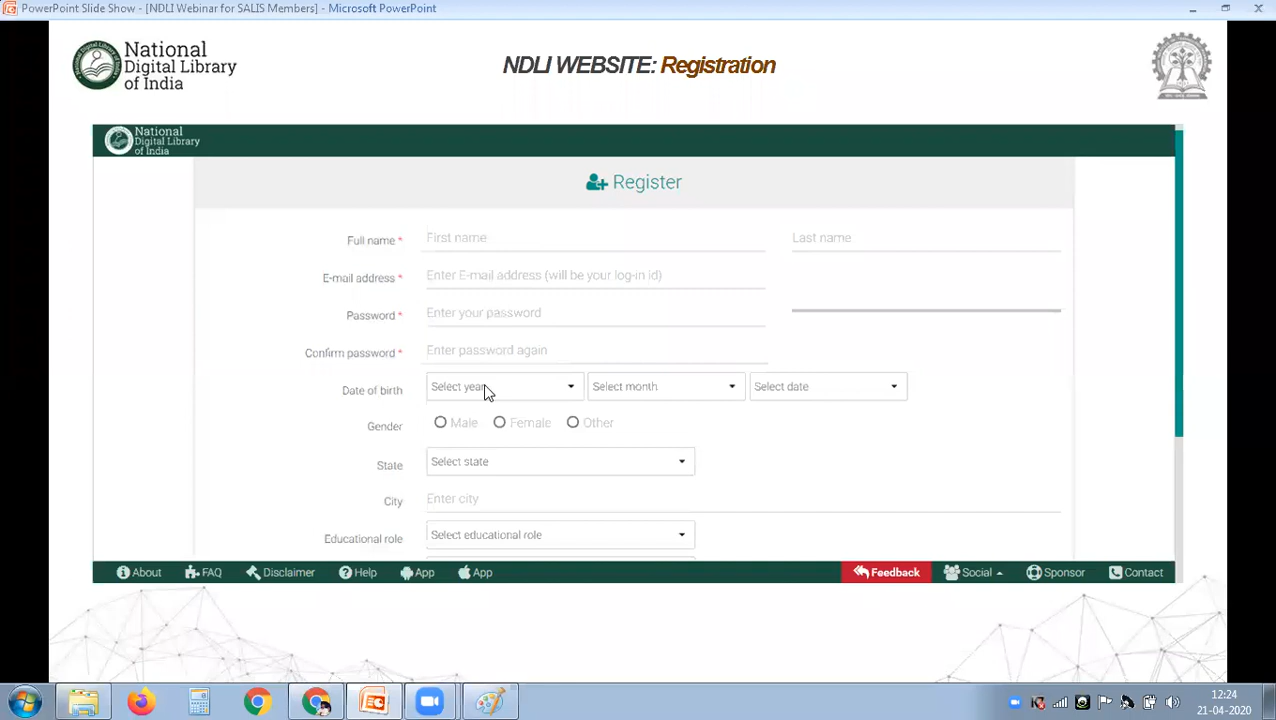 PowerPoint Slide Show - [NDLI Webinar for SALIS Members] - Microsoft PowerPoint
National
Digital Library
of India
NDLI WEBSITE: Registration
National
Digital Library
of India
Register
Full name * First name Last name
E-mail address * Enter E-mail address (will be your log-in id)
Password * Enter your password
Confirm password * Enter password again
Date of birth Select year Select month Select date
Gender Male Female Other
State Select state
City Enter city
Educational role Select educational role
About FAQ Disclaimer Help App App Feedback Social Sponsor Contact
12:24
21-04-2020